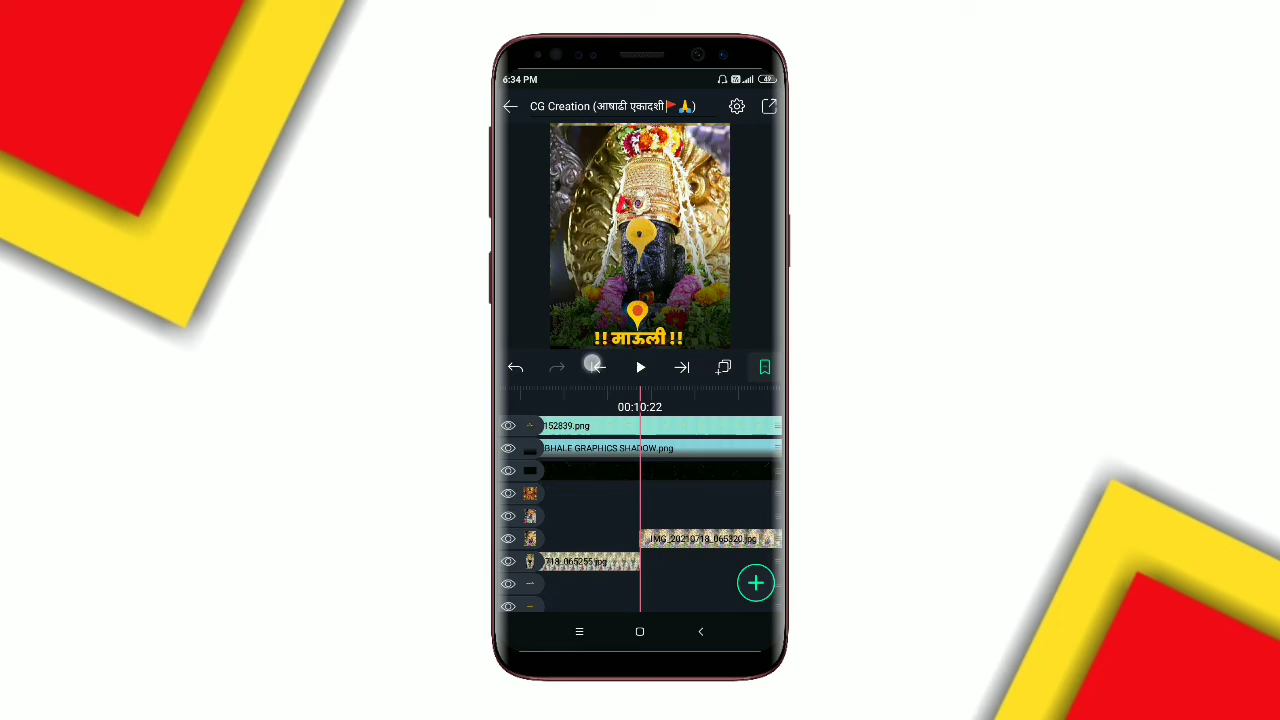 6:34 PM
49
CG Creation (आषाढी एकादशी🚩🙏)
!! माऊली !!
00:10:22
152839.png
BHALE GRAPHICS SHADOW.png
IMG_20210718_065320.jpg
718_065255.jpg